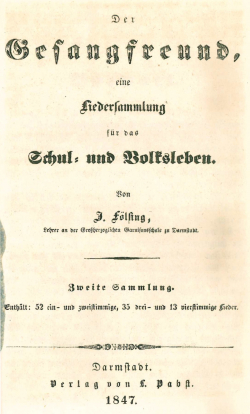 Der
Gesangfreund,
eine
Liedersammlung
für das
Schul- und Volksleben.
Von
J. Fölsing,
Lehrer an der Großherzoglichen Garnisonsschule zu Darmstadt.
Zweite Sammlung.
Enthält: 52 ein- und zweistimmige, 35 drei- und 13 vierstimmige Lieder.
Darmstadt.
Verlag von L. Pabst.
1847.